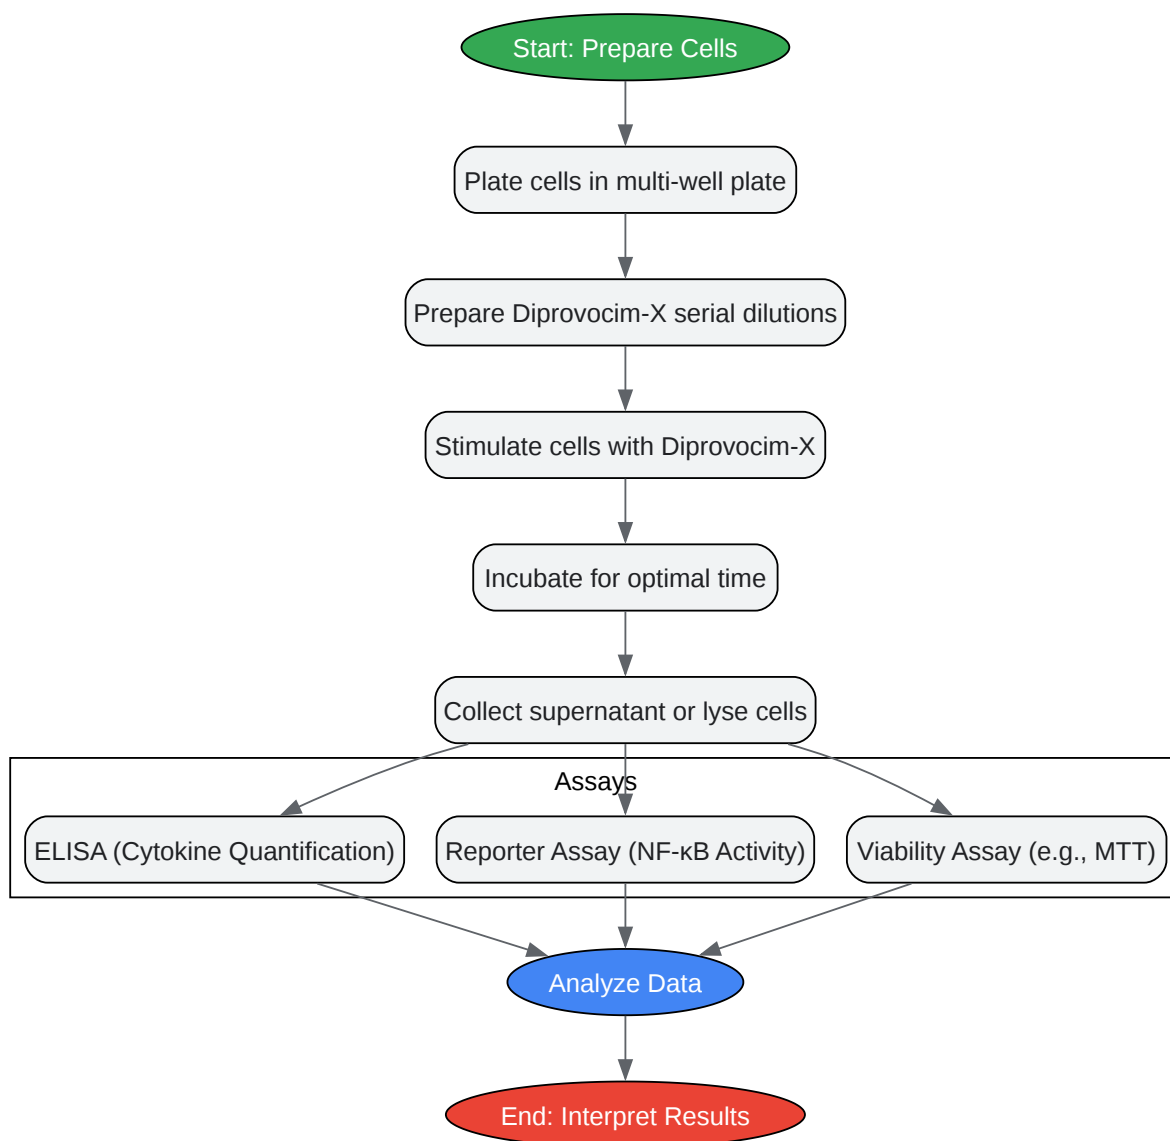 Start: Prepare Cells
Plate cells in multi-well plate
Prepare Diprovocim-X serial dilutions
Stimulate cells with Diprovocim-X
Incubate for optimal time
Collect supernatant or lyse cells
Assays
ELISA (Cytokine Quantification)
Reporter Assay (NF-κB Activity)
Viability Assay (e.g., MTT)
Analyze Data
End: Interpret Results